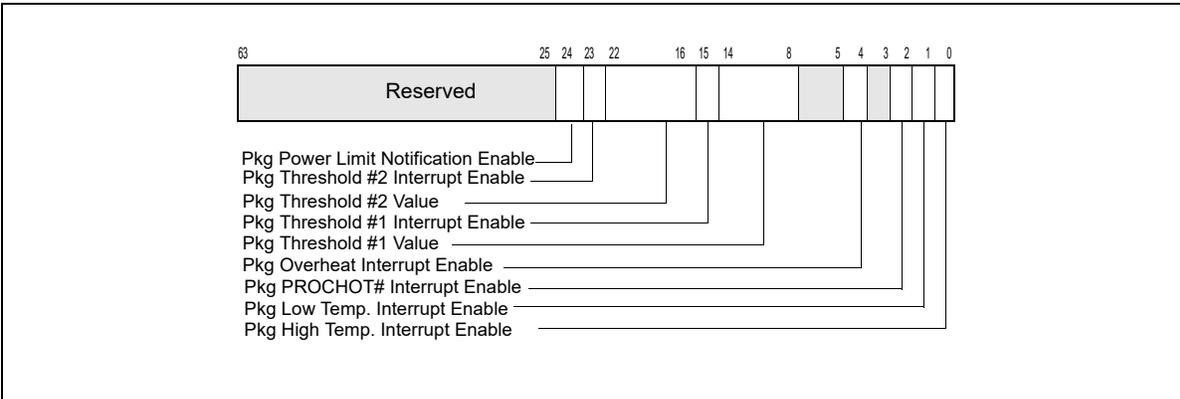 63 25 24 23 22 16 15 14 8 5 4 3 2 1 0
Reserved
Pkg Power Limit Notification Enable
Pkg Threshold #2 Interrupt Enable
Pkg Threshold #2 Value
Pkg Threshold #1 Interrupt Enable
Pkg Threshold #1 Value
Pkg Overheat Interrupt Enable
Pkg PROCHOT# Interrupt Enable
Pkg Low Temp. Interrupt Enable
Pkg High Temp. Interrupt Enable